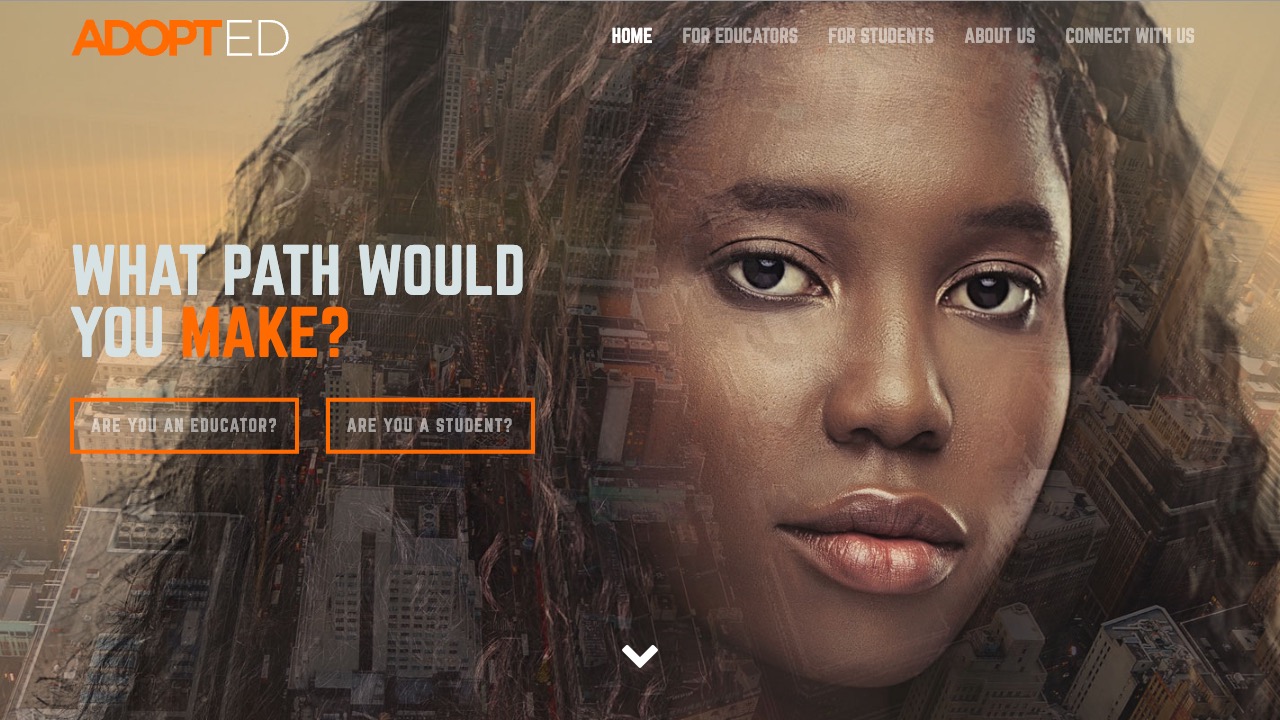 ADOPTED
HOME FOR EDUCATORS FOR STUDENTS ABOUT US CONNECT WITH US
WHAT PATH WOULD
YOU MAKE?
ARE YOU AN EDUCATOR? ARE YOU A STUDENT?